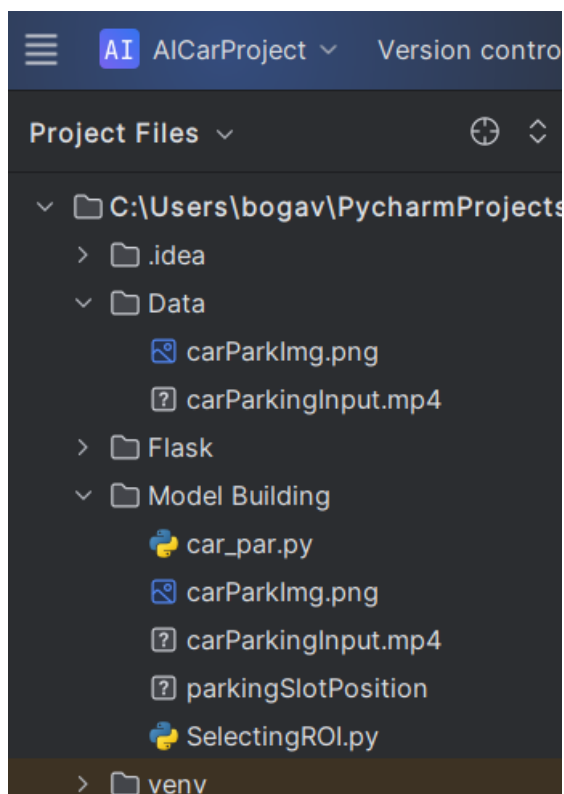 AI AICarProject Version contro
Project Files
C:\Users\bogav\PycharmProjects
.idea
Data
carParkImg.png
carParkingInput.mp4
Flask
Model Building
car_par.py
carParkImg.png
carParkingInput.mp4
parkingSlotPosition
SelectingROI.py
venv